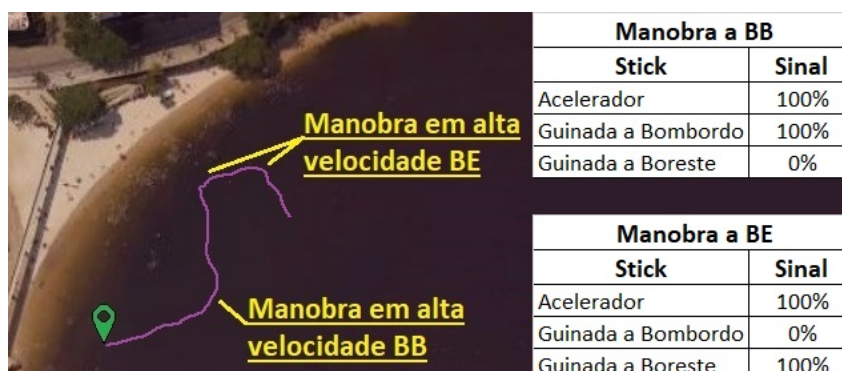 Manobra em alta
velocidade BE
Manobra em alta
velocidade BB
Manobra a BB
Stick Sinal
Acelerador 100%
Guinada a Bombordo 100%
Guinada a Boreste 0%
Manobra a BE
Stick Sinal
Acelerador 100%
Guinada a Bombordo 0%
Guinada a Boreste 100%